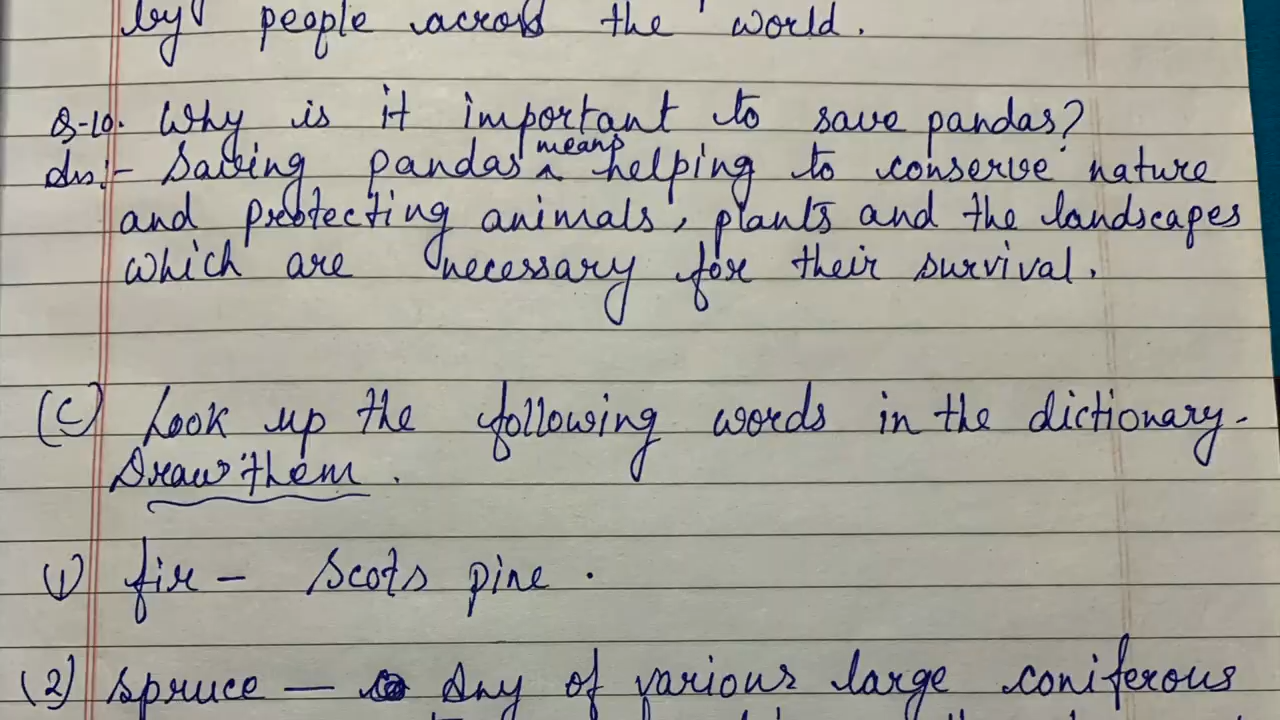 by people across the world.
Q-10. Why is it important to save pandas?
Ans:- Saving pandas means helping to conserve nature
and protecting animals, plants and the landscapes
which are necessary for their survival.
(C) Look up the following words in the dictionary.
Draw them.
(1) fir - Scots pine.
(2) spruce - Any of various large coniferous